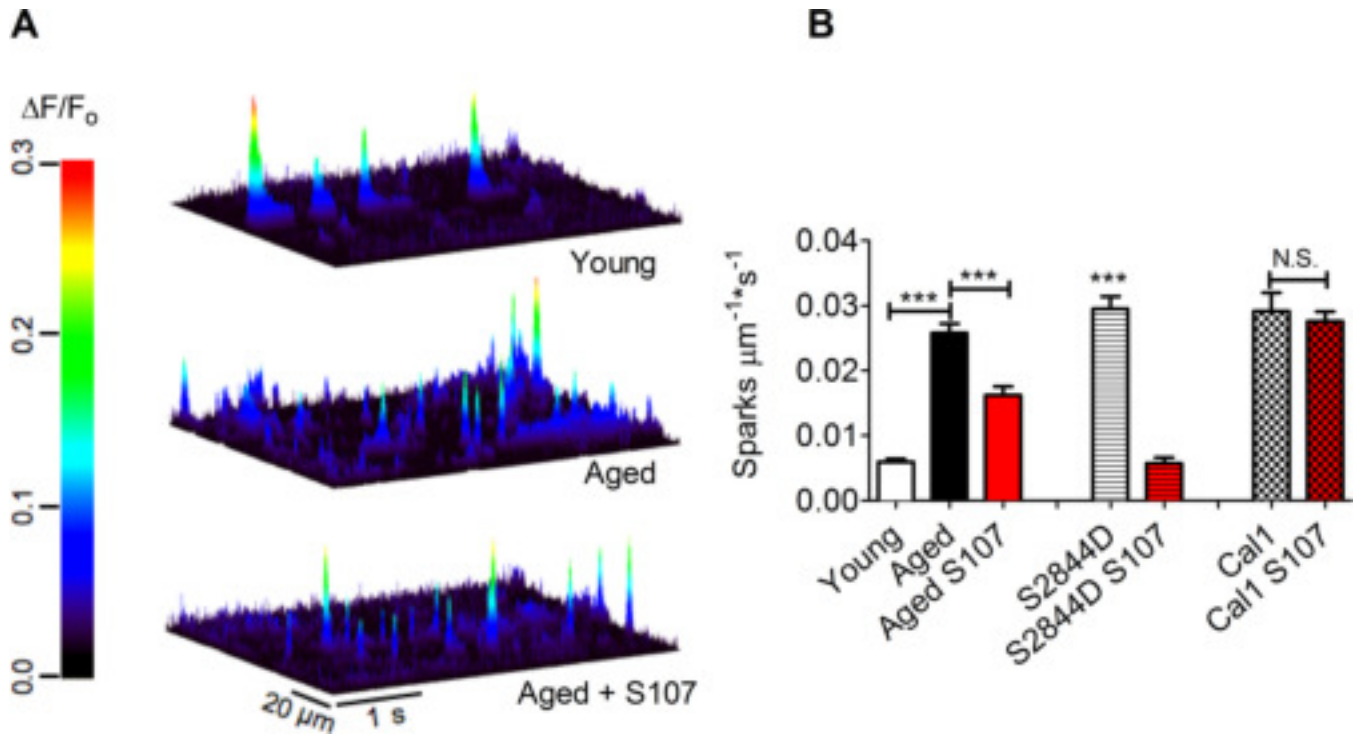 A
ΔF/Fo
0.3
0.2
0.1
0.0
Young
Aged
Aged + S107
20 μm
1 s
B
Sparks μm-1*s-1
0.04
0.03
0.02
0.01
0.00
***
***
***
N.S.
Young
Aged
Aged S107
S2844D
S2844D S107
Cal1
Cal1 S107